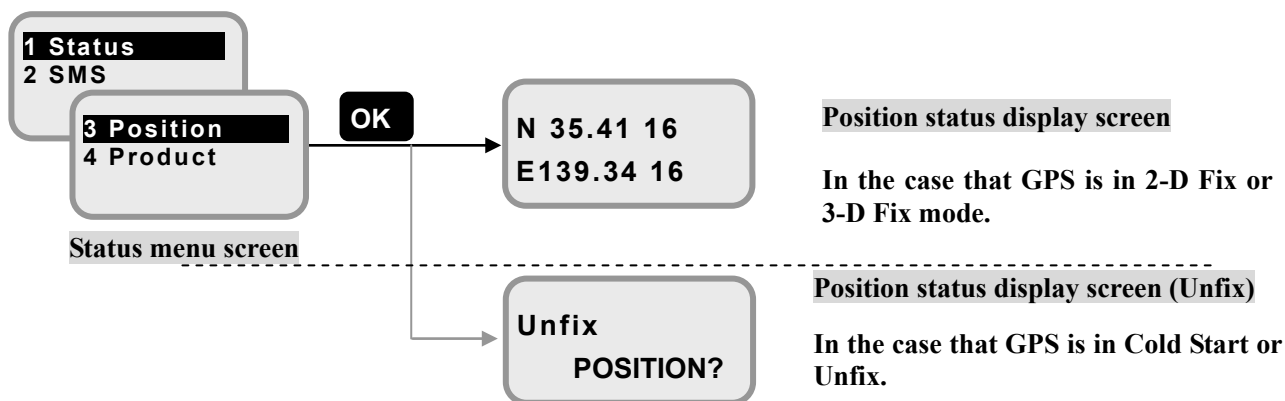 1 Status
2 SMS
3 Position
4 Product
Status menu screen
OK
N 35.41 16
E139.34 16
Position status display screen
In the case that GPS is in 2-D Fix or
3-D Fix mode.
Unfix
POSITION?
Position status display screen (Unfix)
In the case that GPS is in Cold Start or
Unfix.